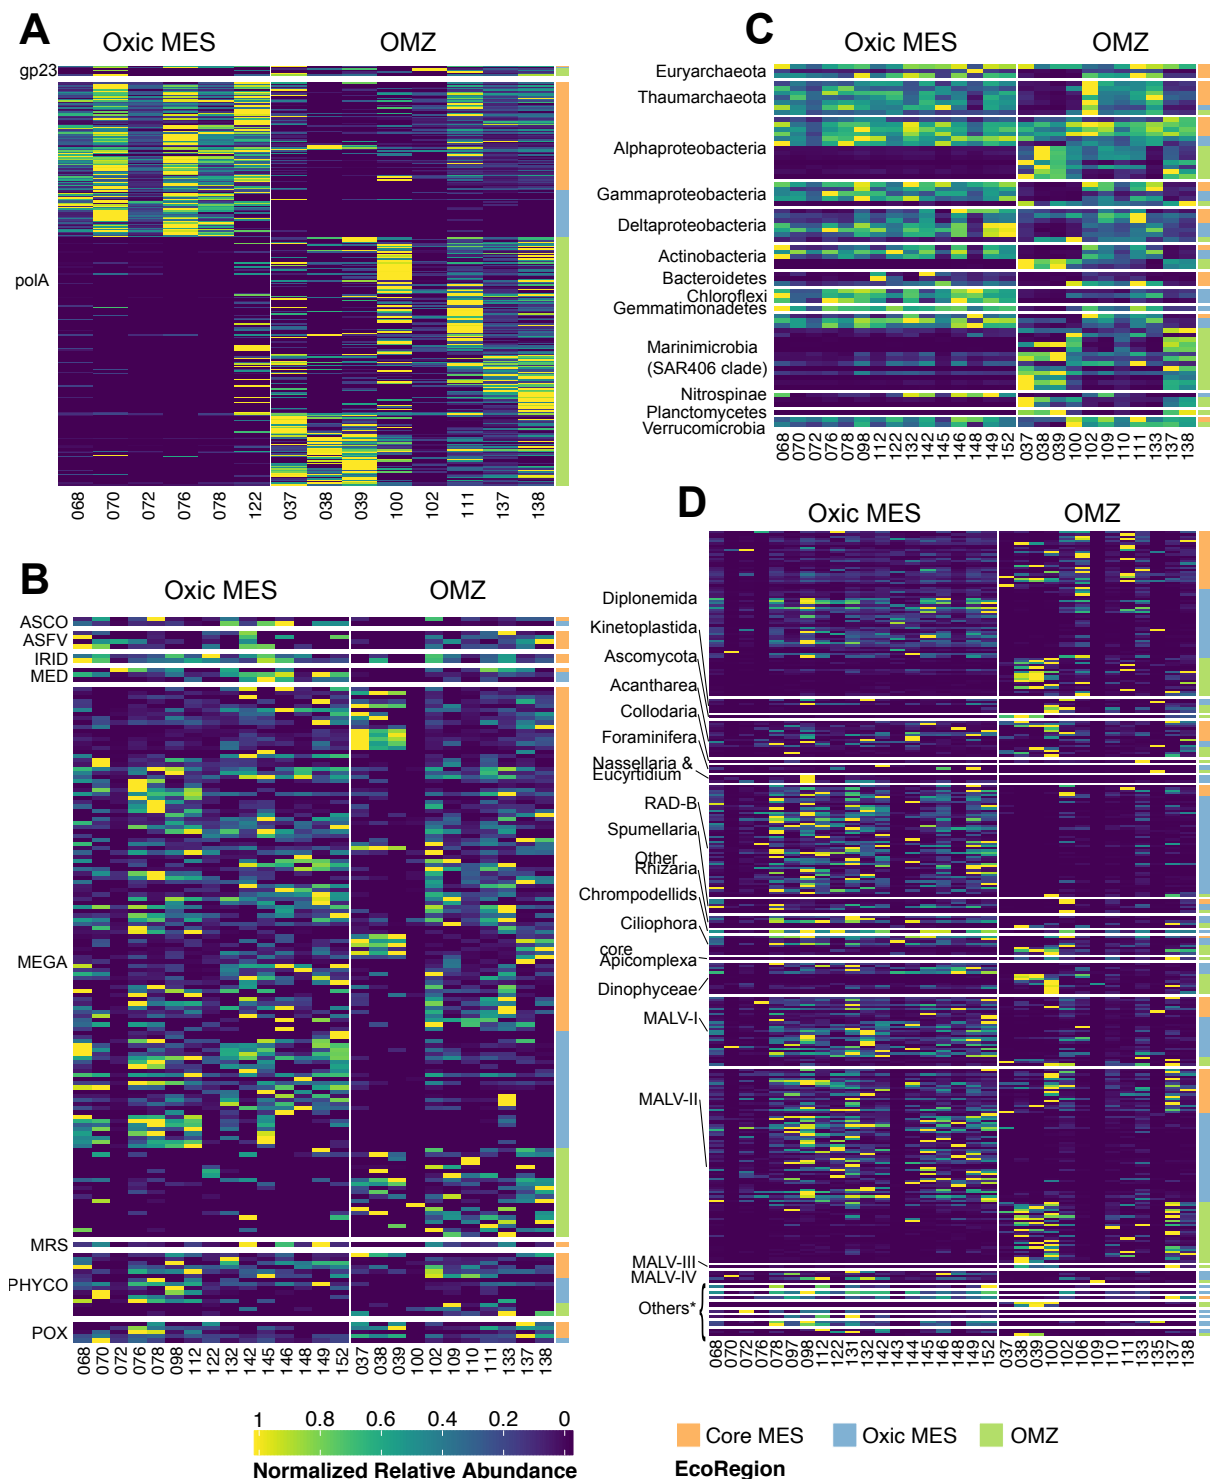 A
Oxic MES
OMZ
gp23
polA
068
070
072
076
078
122
037
038
039
100
102
111
137
138
B
Oxic MES
OMZ
ASCO
ASFV
IRID
MED
MEGA
MRS
PHYCO
POX
068
070
072
076
078
098
112
122
132
142
145
146
148
149
152
037
038
039
100
102
109
110
111
133
137
138
1
0.8
0.6
0.4
0.2
0
Normalized Relative Abundance
C
Oxic MES
OMZ
Euryarchaeota
Thaumarchaeota
Alphaproteobacteria
Gammaproteobacteria
Deltaproteobacteria
Actinobacteria
Bacteroidetes
Chloroflexi
Gemmatimonadetes
Marinimicrobia
(SAR406 clade)
Nitrospinae
Planctomycetes
Verrucomicrobia
068
070
072
076
078
098
112
122
132
142
145
146
148
149
152
037
038
039
100
102
109
110
111
133
137
138
D
Oxic MES
OMZ
Diplonemida
Kinetoplastida
Ascomycota
Acantharea
Collodaria
Foraminifera
Nassellaria &
Eucyrtidium
RAD-B
Spumellaria
Other
Rhizaria
Chrompodellids
Ciliophora
core
Apicomplexa
Dinophyceae
MALV-I
MALV-II
MALV-III
MALV-IV
Others*
068
070
072
076
078
097
098
112
122
131
132
142
143
144
145
146
148
149
152
037
038
039
100
102
106
109
110
111
133
135
137
138
Core MES
Oxic MES
OMZ
EcoRegion